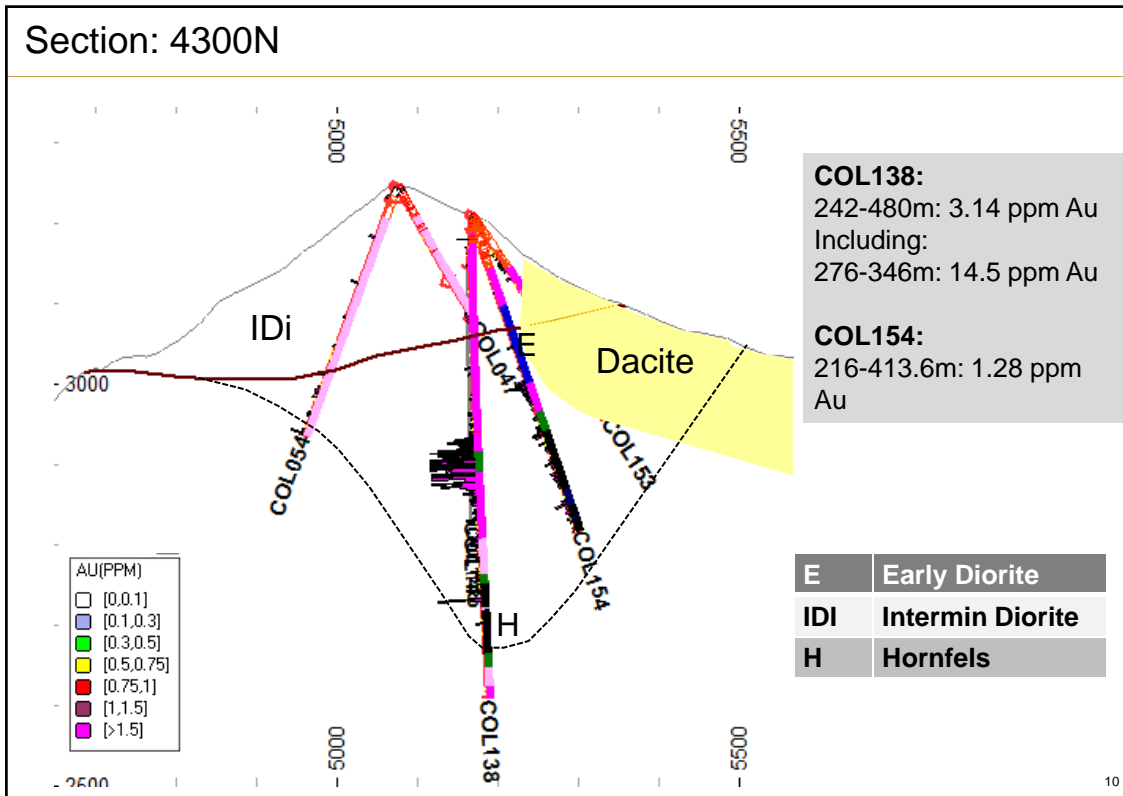 Section: 4300N
5000
5500
COL138:
242-480m: 3.14 ppm Au
Including:
276-346m: 14.5 ppm Au
COL154:
216-413.6m: 1.28 ppm
Au
IDi
E
Dacite
3000
COL047
COL054
COL153
COL154
H
COL138
AU(PPM)
[0,0.1]
[0.1,0.3]
[0.3,0.5]
[0.5,0.75]
[0.75,1]
[1,1.5]
[>1.5]
E Early Diorite
IDI Intermin Diorite
H Hornfels
5000
5500
2500
10